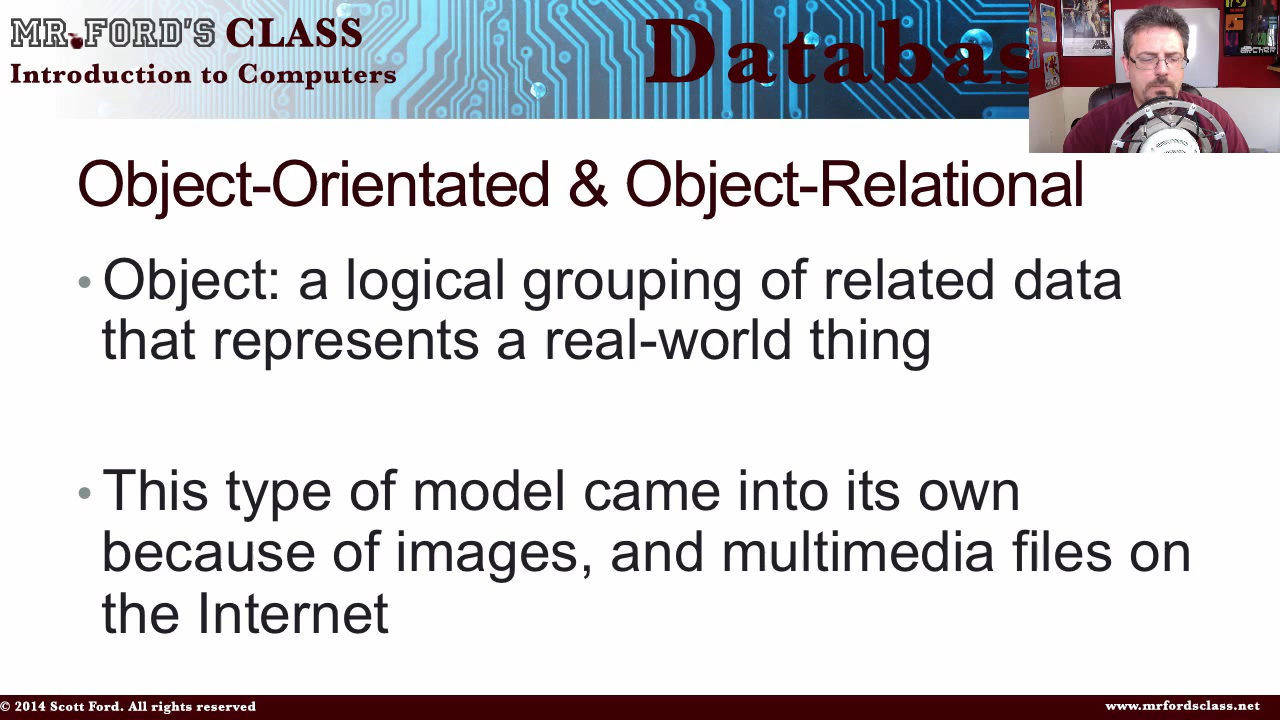 MR. FORD'S CLASS
Introduction to Computers
Databas
Object-Orientated & Object-Relational
• Object: a logical grouping of related data
that represents a real-world thing
• This type of model came into its own
because of images, and multimedia files on
the Internet
© 2014 Scott Ford. All rights reserved
www.mrfordsclass.net